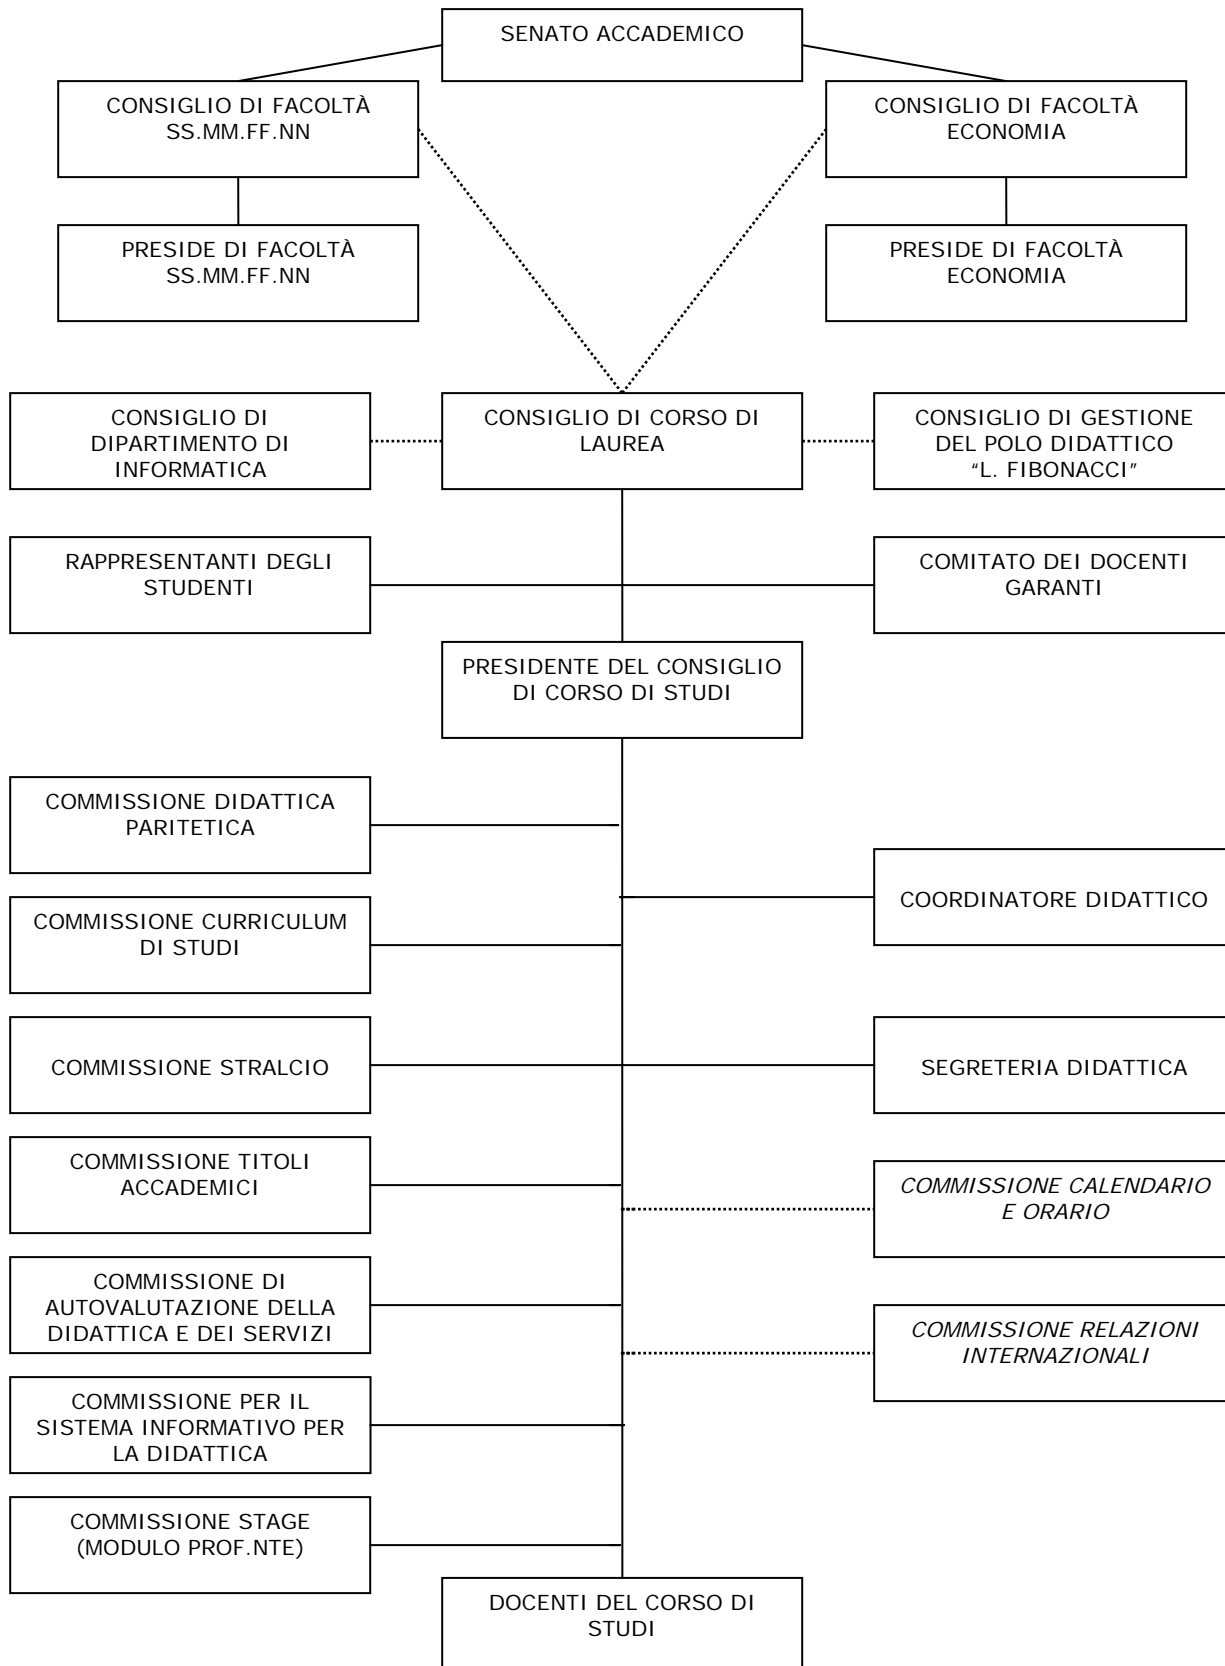 SENATO ACCADEMICO
CONSIGLIO DI FACOLTÀ
SS.MM.FF.NN
CONSIGLIO DI FACOLTÀ
ECONOMIA
PRESIDE DI FACOLTÀ
SS.MM.FF.NN
PRESIDE DI FACOLTÀ
ECONOMIA
CONSIGLIO DI
DIPARTIMENTO DI
INFORMATICA
CONSIGLIO DI CORSO DI
LAUREA
CONSIGLIO DI GESTIONE
DEL POLO DIDATTICO
“L. FIBONACCI”
RAPPRESENTANTI DEGLI
STUDENTI
COMITATO DEI DOCENTI
GARANTI
PRESIDENTE DEL CONSIGLIO
DI CORSO DI STUDI
COMMISSIONE DIDATTICA
PARITETICA
COORDINATORE DIDATTICO
COMMISSIONE CURRICULUM
DI STUDI
COMMISSIONE STRALCIO
SEGRETERIA DIDATTICA
COMMISSIONE TITOLI
ACCADEMICI
COMMISSIONE CALENDARIO
E ORARIO
COMMISSIONE DI
AUTOVALUTAZIONE DELLA
DIDATTICA E DEI SERVIZI
COMMISSIONE RELAZIONI
INTERNAZIONALI
COMMISSIONE PER IL
SISTEMA INFORMATIVO PER
LA DIDATTICA
COMMISSIONE STAGE
(MODULO PROF.NTE)
DOCENTI DEL CORSO DI
STUDI